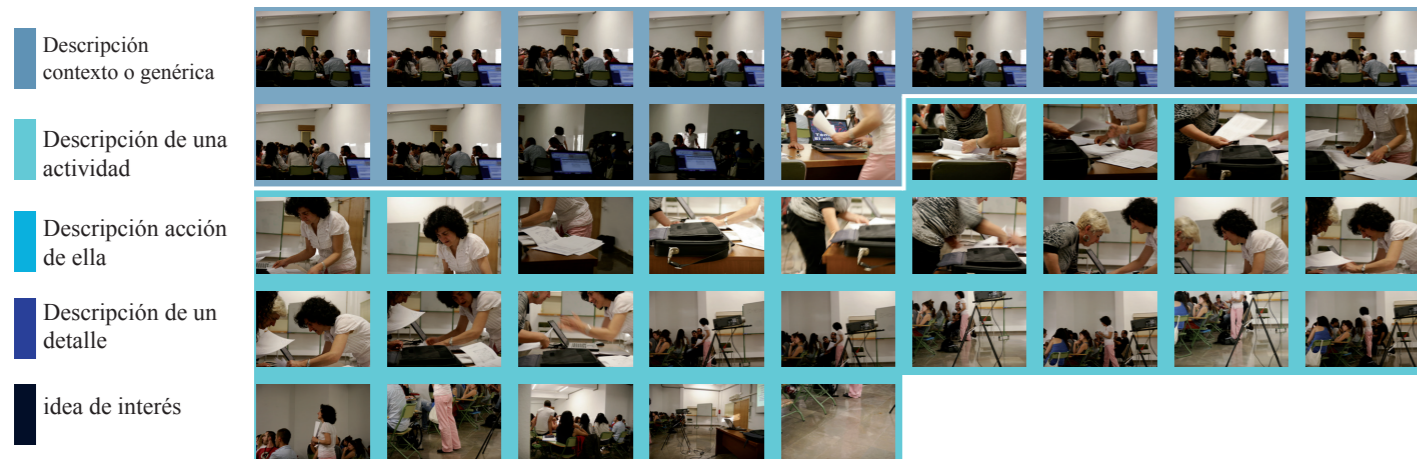 Descripción
contexto o genérica
Descripción de una
actividad
Descripción acción
de ella
Descripción de un
detalle
idea de interés